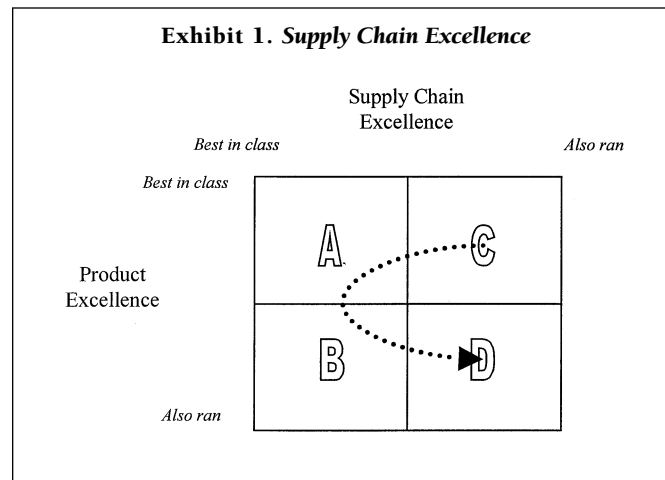 Exhibit 1. Supply Chain Excellence
Supply Chain
Excellence
Best in class
Also ran
Best in class
A
C
Product
Excellence
B
D
Also ran